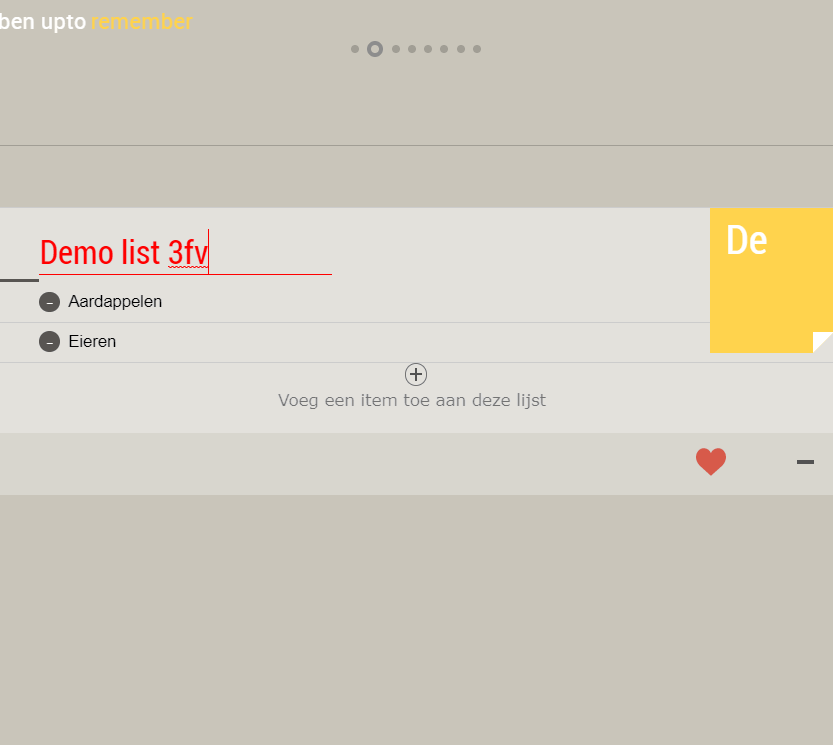 ben upto remember
Demo list 3fv
De
Aardappelen
Eieren
Voeg een item toe aan deze lijst